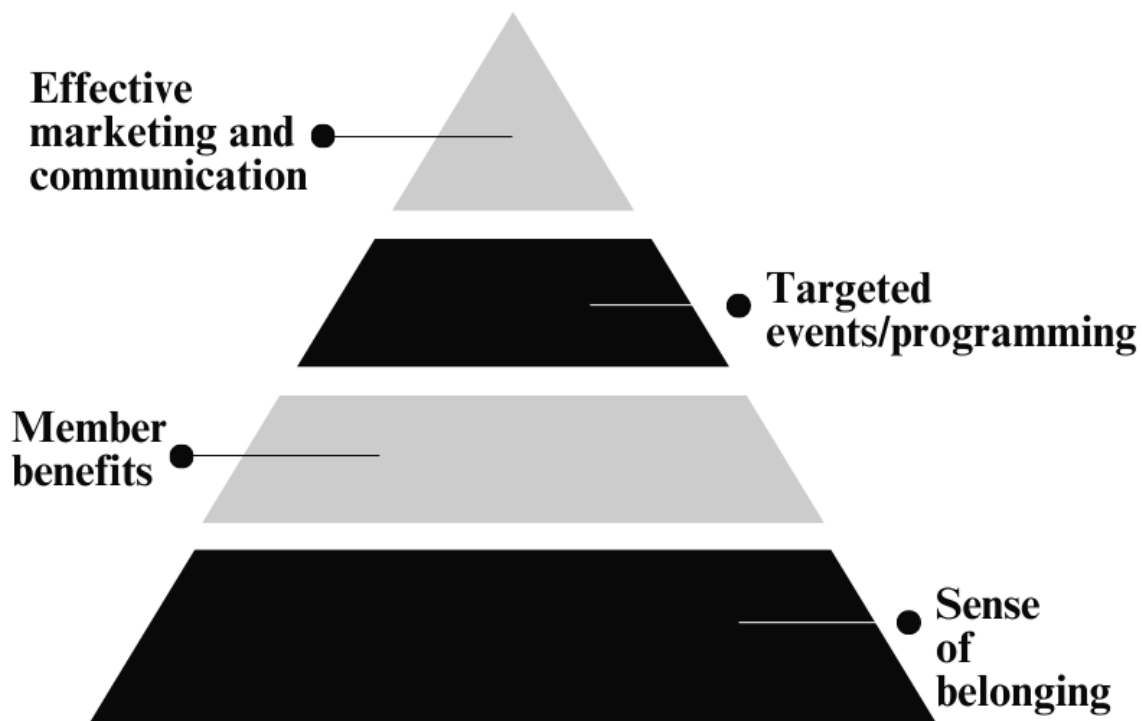 Effective
marketing and
communication
Targeted
events/programming
Member
benefits
Sense
of
belonging